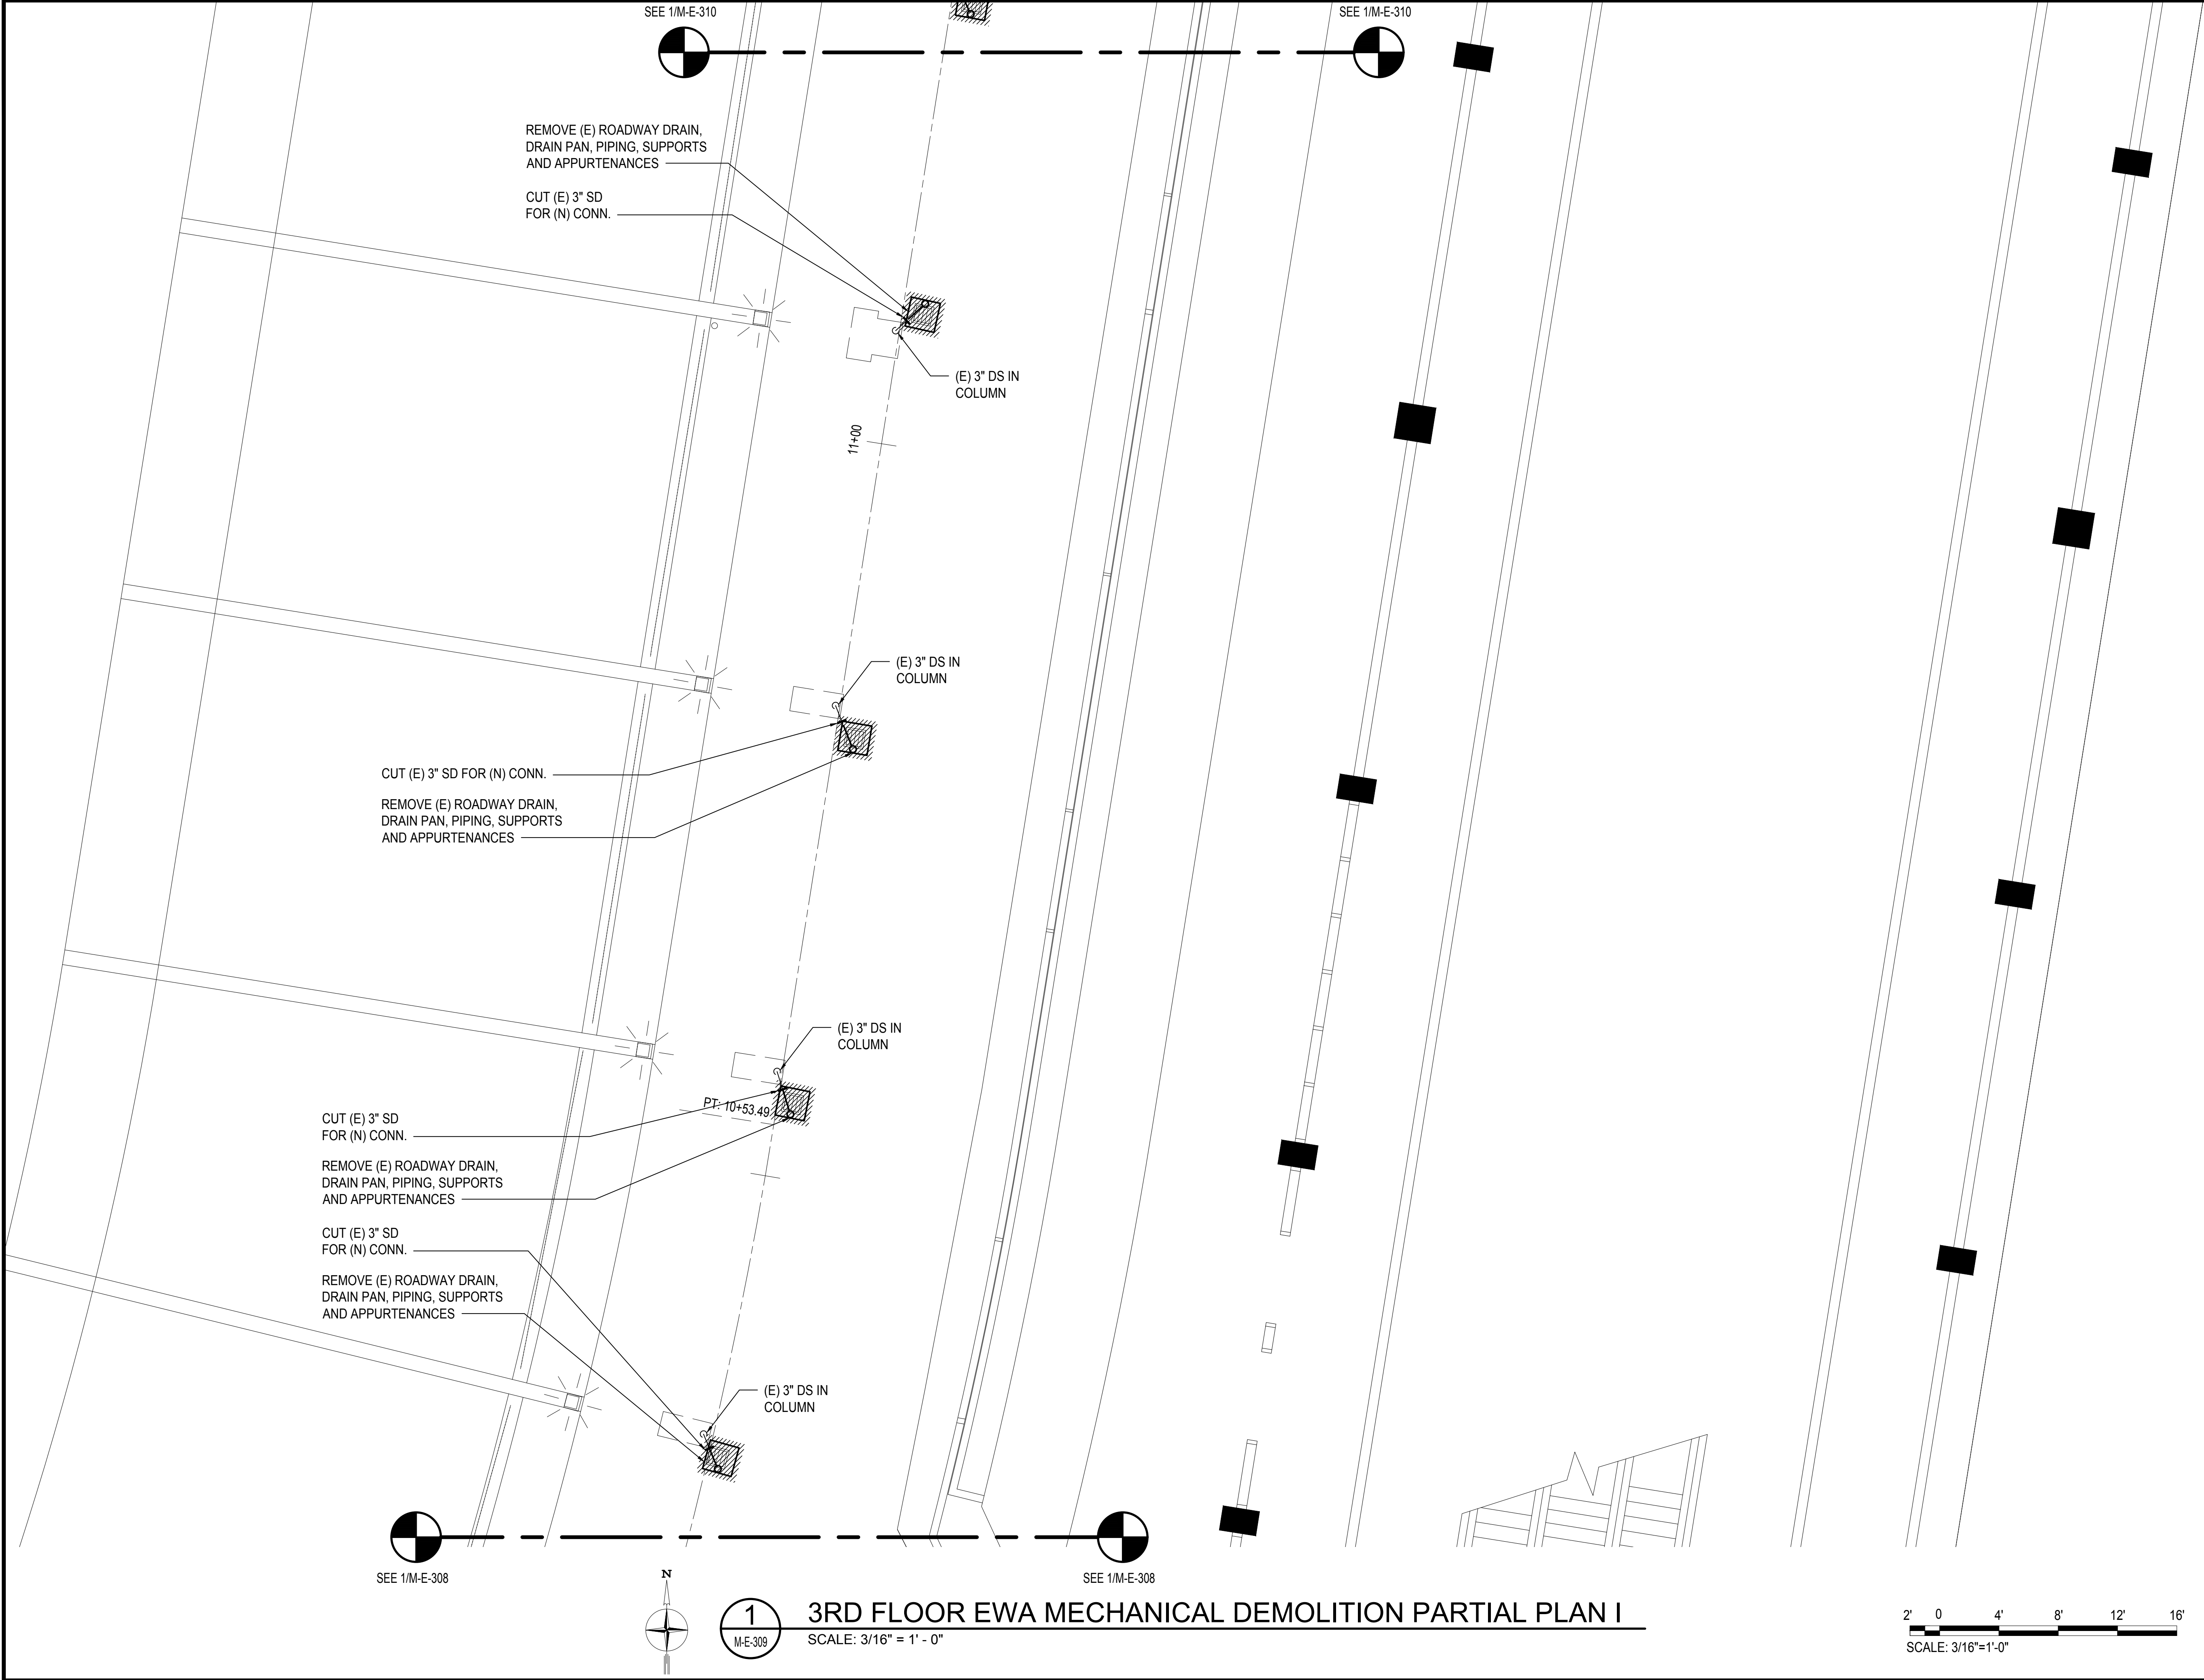 SEE 1/M-E-310
SEE 1/M-E-310
REMOVE (E) ROADWAY DRAIN,
DRAIN PAN, PIPING, SUPPORTS
AND APPURTENANCES
CUT (E) 3" SD
FOR (N) CONN.
(E) 3" DS IN
COLUMN
11+00
(E) 3" DS IN
COLUMN
CUT (E) 3" SD FOR (N) CONN.
REMOVE (E) ROADWAY DRAIN,
DRAIN PAN, PIPING, SUPPORTS
AND APPURTENANCES
(E) 3" DS IN
COLUMN
PT: 10+53.49
CUT (E) 3" SD
FOR (N) CONN.
REMOVE (E) ROADWAY DRAIN,
DRAIN PAN, PIPING, SUPPORTS
AND APPURTENANCES
CUT (E) 3" SD
FOR (N) CONN.
REMOVE (E) ROADWAY DRAIN,
DRAIN PAN, PIPING, SUPPORTS
AND APPURTENANCES
(E) 3" DS IN
COLUMN
SEE 1/M-E-308
SEE 1/M-E-308
N
1
M-E-309
3RD FLOOR EWA MECHANICAL DEMOLITION PARTIAL PLAN I
SCALE: 3/16" = 1' - 0"
2' 0 4' 8' 12' 16'
SCALE: 3/16"=1'-0"